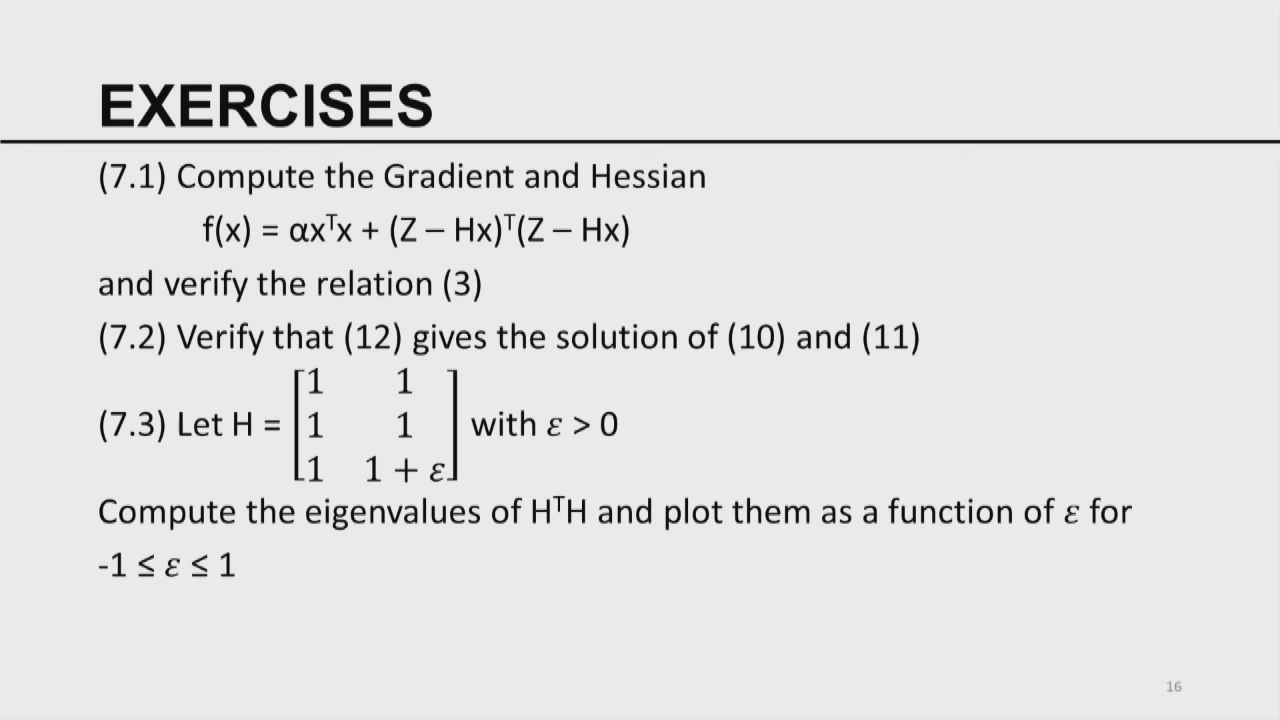 EXERCISES
(7.1) Compute the Gradient and Hessian
f(x) = αxᵀx + (Z – Hx)ᵀ(Z – Hx)
and verify the relation (3)
(7.2) Verify that (12) gives the solution of (10) and (11)
1 1
(7.3) Let H = 1 1 with ε > 0
1 1 + ε
Compute the eigenvalues of HᵀH and plot them as a function of ε for
-1 ≤ ε ≤ 1
16